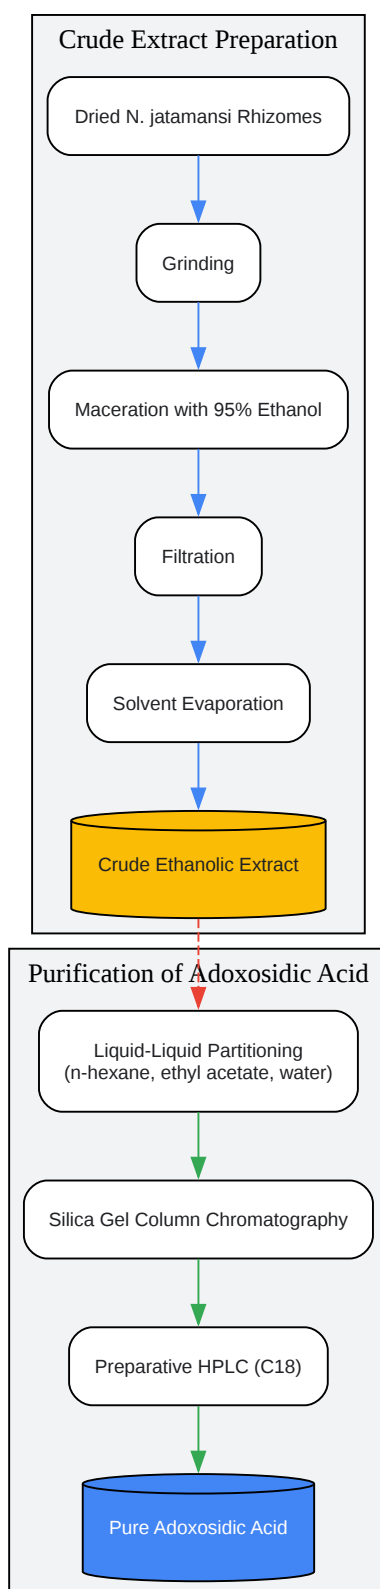 Crude Extract Preparation
Dried N. jatamansi Rhizomes
Grinding
Maceration with 95% Ethanol
Filtration
Solvent Evaporation
Crude Ethanolic Extract
Purification of Adoxosidic Acid
Liquid-Liquid Partitioning
(n-hexane, ethyl acetate, water)
Silica Gel Column Chromatography
Preparative HPLC (C18)
Pure Adoxosidic Acid